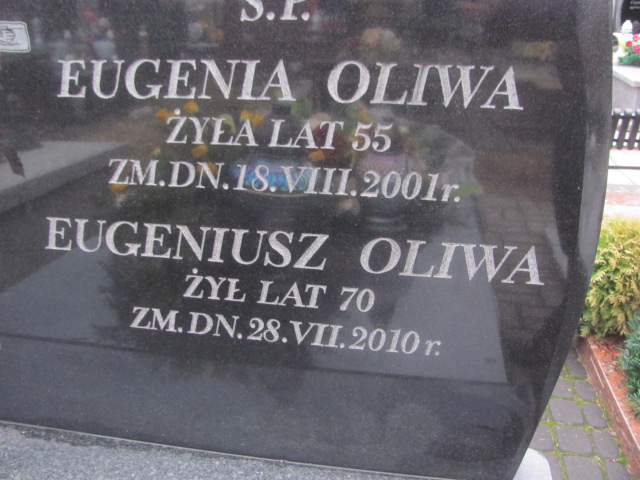 Ś.P.
EUGENIA OLIWA
ŻYŁA LAT 55
ZM.DN.18.VIII.2001r.
EUGENIUSZ OLIWA
ŻYŁ LAT 70
ZM.DN.28.VII.2010r.